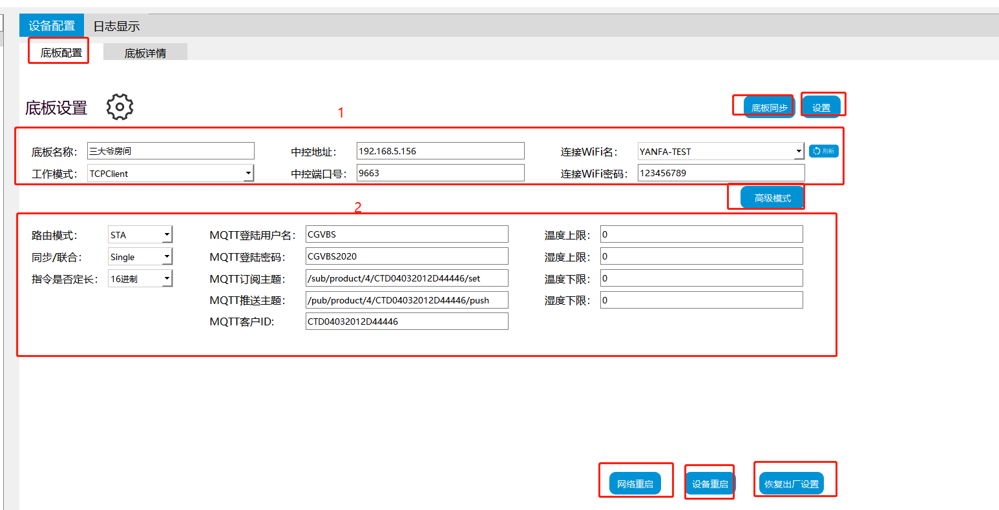 设备配置 日志显示
底板配置 底板详情
底板设置 1 底板同步 设置
底板名称: 三大爷房间 中控地址: 192.168.5.156 连接WiFi名: YANFA-TEST 刷新
工作模式: TCPClient 中控端口号: 9663 连接WiFi密码: 123456789
高级模式
2
路由模式: STA MQTT登陆用户名: CGVBS 温度上限: 0
同步/联合: Single MQTT登陆密码: CGVBS2020 湿度上限: 0
指令是否定长: 16进制 MQTT订阅主题: /sub/product/4/CTD04032012D44446/set 温度下限: 0
MQTT推送主题: /pub/product/4/CTD04032012D44446/push 湿度下限: 0
MQTT客户ID: CTD04032012D44446
网络重启 设备重启 恢复出厂设置